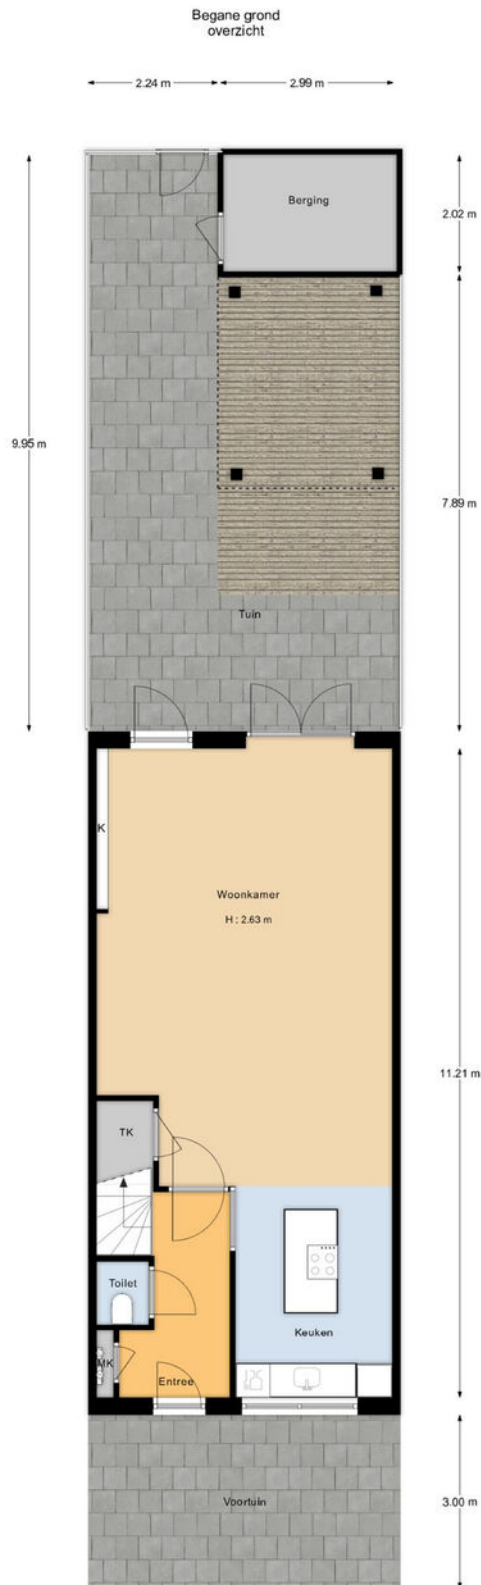 Begane grond
overzicht
2.24 m
2.99 m
Berging
2.02 m
9.95 m
7.89 m
Tuin
K
Woonkamer
H : 2.63 m
11.21 m
TK
Toilet
Keuken
MK
Entree
Voortuin
3.00 m